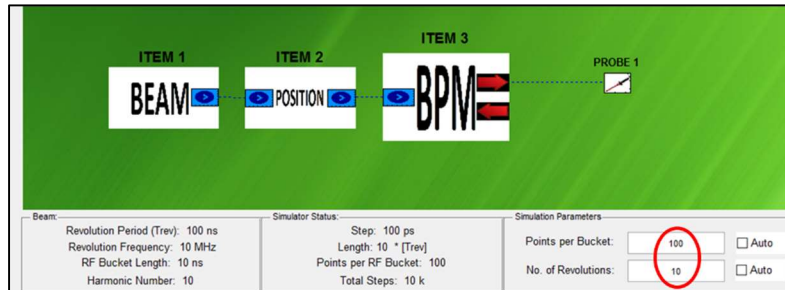 ITEM 1
ITEM 2
ITEM 3
BEAM
POSITION
BPM
PROBE 1
Beam:
Revolution Period (Trev): 100 ns
Revolution Frequency: 10 MHz
RF Bucket Length: 10 ns
Harmonic Number: 10
Simulator Status:
Step: 100 ps
Length: 10 * [Trev]
Points per RF Bucket: 100
Total Steps: 10 k
Simulation Parameters
Points per Bucket: 100 Auto
No. of Revolutions: 10 Auto